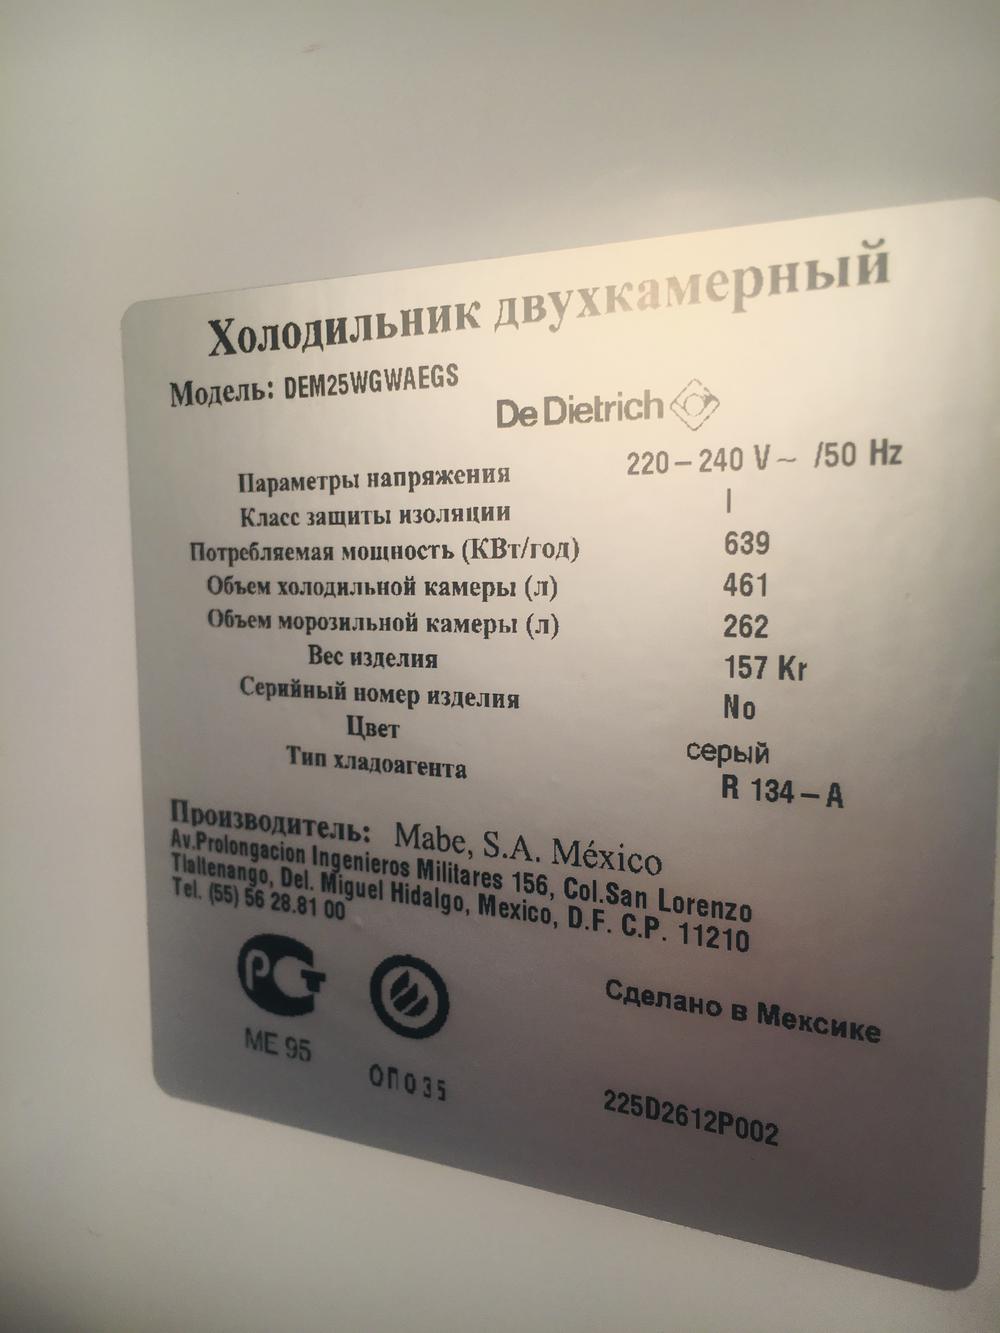 Холодильник двухкамерный
Модель: DEM25WGWAEGS
De Dietrich
Параметры напряжения 220-240 V~ /50 Hz
Класс защиты изоляции I
Потребляемая мощность (КВт/год) 639
Объем холодильной камеры (л) 461
Объем морозильной камеры (л) 262
Вес изделия 157 Кг
Серийный номер изделия No
Цвет серый
Тип хладоагента R 134-A
Производитель: Mabe, S.A. México
Av.Prolongacion Ingenieros Militares 156, Col.San Lorenzo
Tlaltenango, Del. Miguel Hidalgo, Mexico, D.F. C.P. 11210
Tel. (55) 56 28.81 00
РСТ
ME 95
ОП035
Сделано в Мексике
225D2612P002